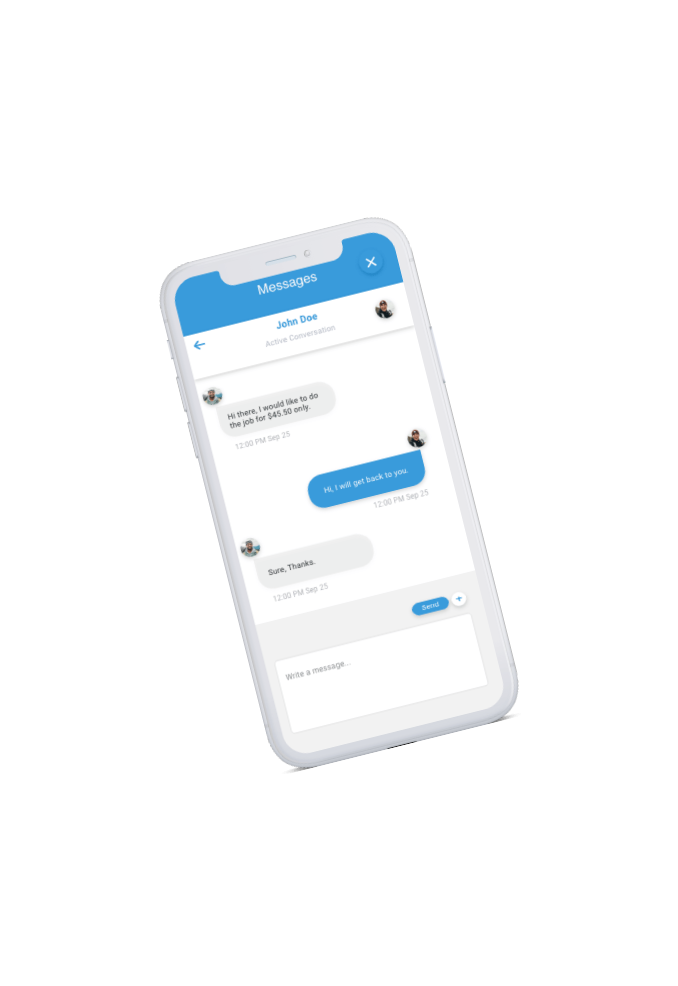 Messages
John Doe
Active Conversation
Hi there, I would like to do
the job for $45.50 only.
12:00 PM Sep 25
Hi, I will get back to you.
12:00 PM Sep 25
Sure, Thanks.
12:00 PM Sep 25
Send
Write a message..